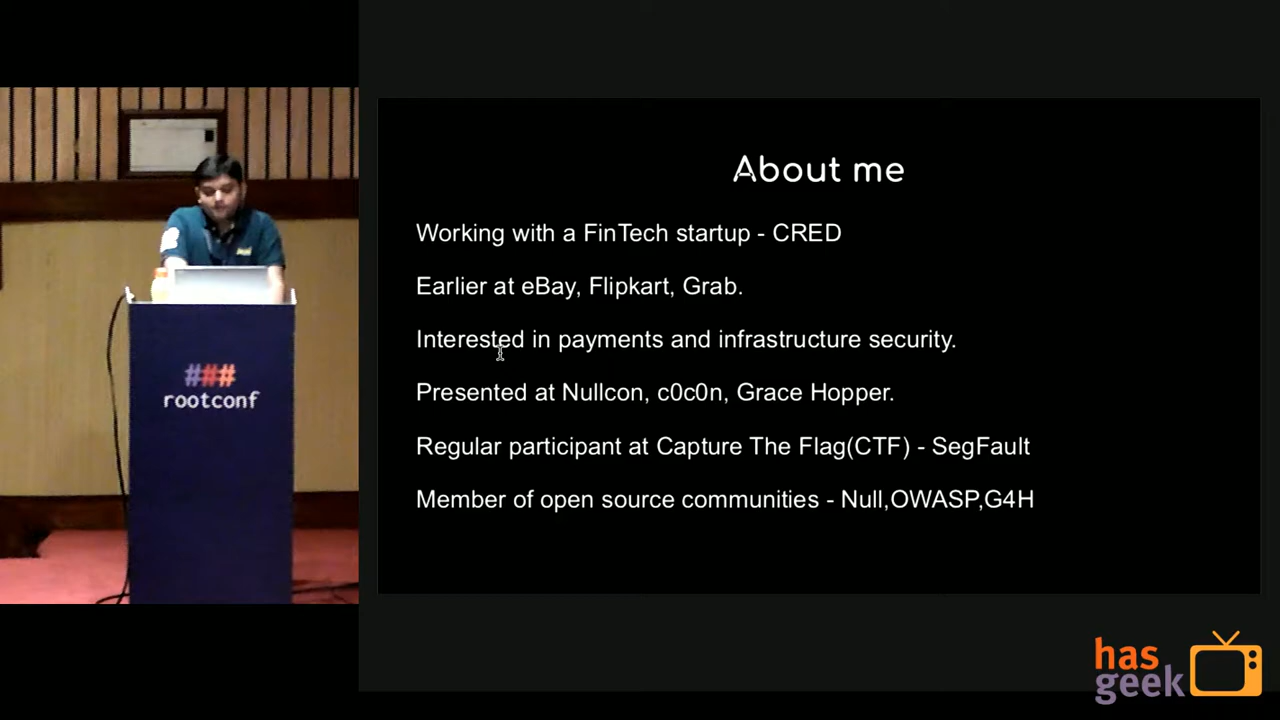 About me
Working with a FinTech startup - CRED
Earlier at eBay, Flipkart, Grab.
Interested in payments and infrastructure security.
Presented at Nullcon, c0c0n, Grace Hopper.
Regular participant at Capture The Flag(CTF) - SegFault
Member of open source communities - Null,OWASP,G4H
###
rootconf
has
geek